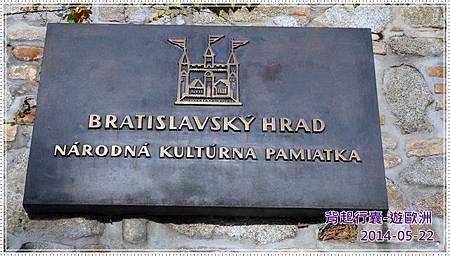 BRATISLAVSKÝ HRAD
NÁRODNÁ KULTÚRNA PAMIATKA
背起行囊-遊歐洲
2014-05-22